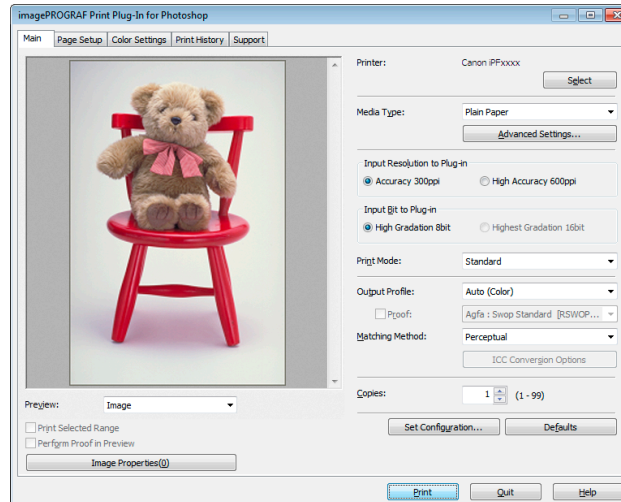 imagePROGRAF Print Plug-In for Photoshop
Main Page Setup Color Settings Print History Support
Printer: Canon iPFxxxx
Select
Media Type: Plain Paper
Advanced Settings...
Input Resolution to Plug-in
Accuracy 300ppi High Accuracy 600ppi
Input Bit to Plug-in
High Gradation 8bit Highest Gradation 16bit
Print Mode: Standard
Output Profile: Auto (Color)
Proof: Agfa : Swop Standard [RSWOP...
Matching Method: Perceptual
ICC Conversion Options
Copies: 1 (1 - 99)
Preview: Image
Print Selected Range
Perform Proof in Preview
Image Properties(0)
Set Configuration... Defaults
Print Quit Help